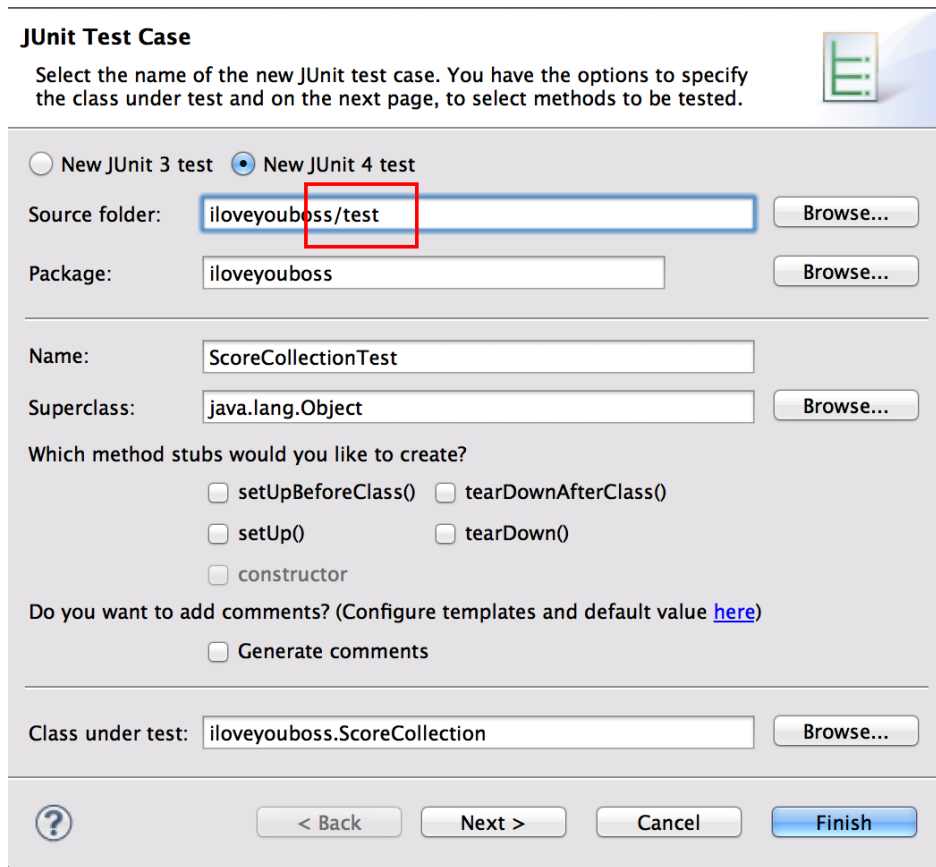 JUnit Test Case
Select the name of the new JUnit test case. You have the options to specify
the class under test and on the next page, to select methods to be tested.
New JUnit 3 test New JUnit 4 test
Source folder: iloveyouboss/test Browse...
Package: iloveyouboss Browse...
Name: ScoreCollectionTest
Superclass: java.lang.Object Browse...
Which method stubs would you like to create?
setUpBeforeClass() tearDownAfterClass()
setUp() tearDown()
constructor
Do you want to add comments? (Configure templates and default value here)
Generate comments
Class under test: iloveyouboss.ScoreCollection Browse...
? < Back Next > Cancel Finish